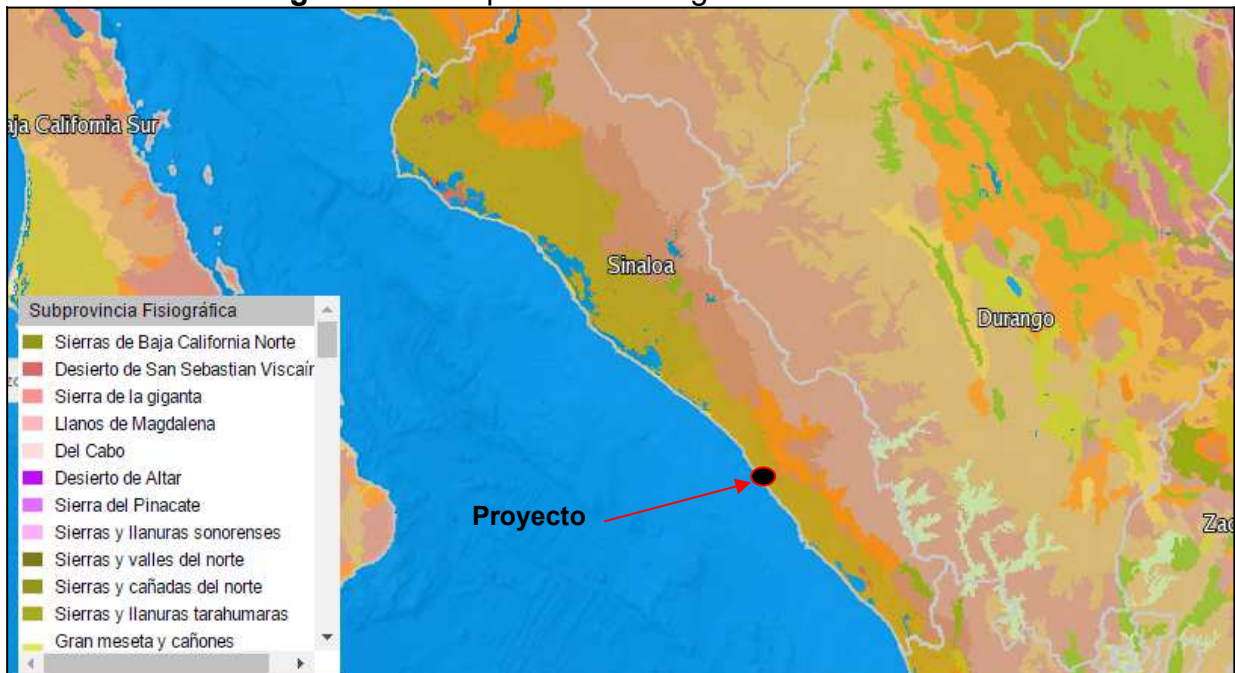 aja California Sur
Sinaloa
Durango
Subprovincia Fisiográfica
Sierras de Baja California Norte
Desierto de San Sebastian Viscaír
Sierra de la giganta
Llanos de Magdalena
Del Cabo
Desierto de Altar
Sierra del Pinacate
Sierras y llanuras sonorenses
Sierras y valles del norte
Sierras y cañadas del norte
Sierras y llanuras tarahumaras
Gran meseta y cañones
Proyecto
Zac